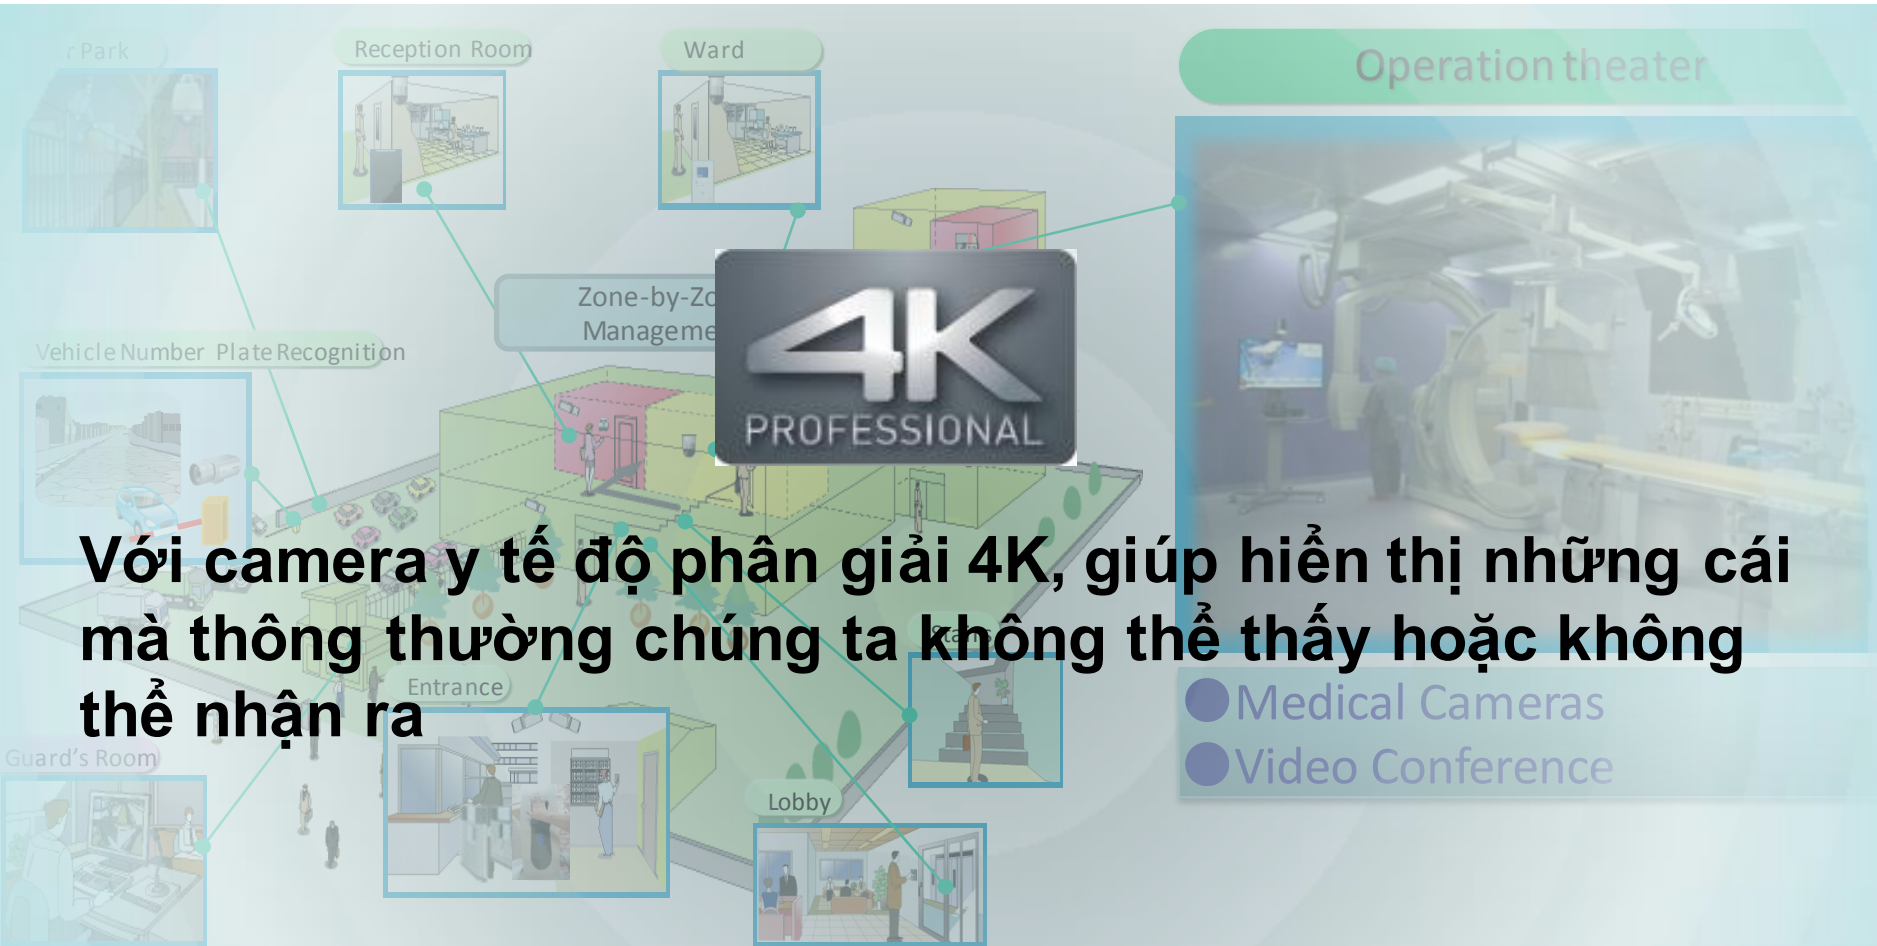 r Park
Reception Room
Ward
Operation theater
Zone-by-Zo
Manageme
4K
PROFESSIONAL
Vehicle Number Plate Recognition
Với camera y tế độ phân giải 4K, giúp hiển thị những cái
mà thông thường chúng ta không thể thấy hoặc không
thể nhận ra
Stairs
Entrance
Medical Cameras
Video Conference
Guard's Room
Lobby